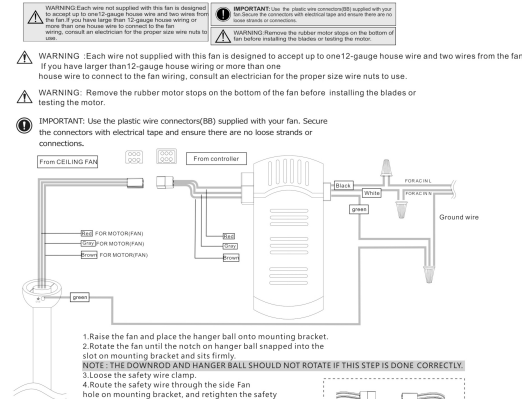 WARNING:Each wire not supplied with this fan is designed
to accept up to one12-gauge house wire and two wires from
the fan.If you have largars than 12-gauge house wiring or
more than one house wire to connect to the fan
wiring, consult an electrician for the proper size wire nuts to
use.
IMPORTANT: Use the plastic wire connectors(BB) supplied with your
fan.Secure the connectors with electrical tape and ensure there are no
loose strands or connections.
WARNING:Remove the rubber motor stops on the bottom of
fan before installing the blades or testing the motor.
WARNING :Each wire not supplied with this fan is designed to accept up to one12-gauge house wire and two wires from the fan
If you have larger than12-gauge house wiring or more than one
house wire to connect to the fan wiring, consult an electrician for the proper size wire nuts to use.
WARNING: Remove the rubber motor stops on the bottom of the fan before installing the blades or
testing the motor.
IMPORTANT: Use the plastic wire connectors(BB) supplied with your fan. Secure
the connectors with electrical tape and ensure there are no loose strands or
connections.
From CEILING FAN
From controller
Black
FOR AC IN L
White
FOR AC IN N
green
Ground wire
Red FOR MOTOR(FAN)
Gray FOR MOTOR(FAN)
Brown FOR MOTOR(FAN)
Red
Gray
Brown
green
1.Raise the fan and place the hanger ball onto mounting bracket.
2.Rotate the fan until the notch on hanger ball snapped into the
slot on mounting bracket and sits firmly.
NOTE : THE DOWNROD AND HANGER BALL SHOULD NOT ROTATE IF THIS STEP IS DONE CORRECTLY.
3.Loose the safety wire clamp.
4.Route the safety wire through the side Fan
hole on mounting bracket, and retighten the safety